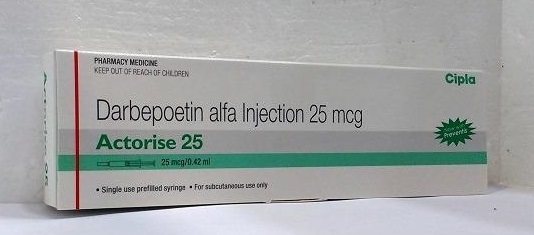 PHARMACY MEDICINE
KEEP OUT OF REACH OF CHILDREN
Cipla
Darbepoetin alfa Injection 25 mcg
Actorise 25
25 mcg/0.42 ml
• Single use prefilled syringe • For subcutaneous use only